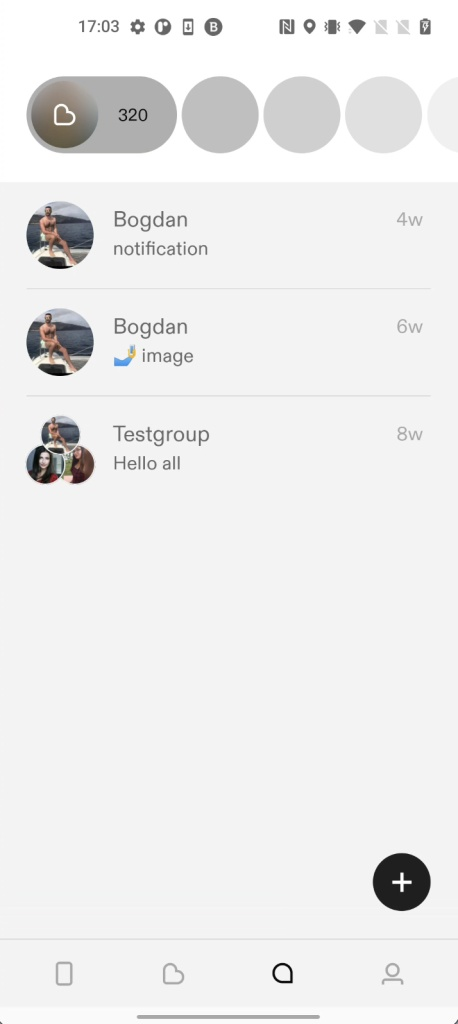 17:03
320
Bogdan
4w
notification
Bogdan
6w
🤳 image
Testgroup
8w
Hello all